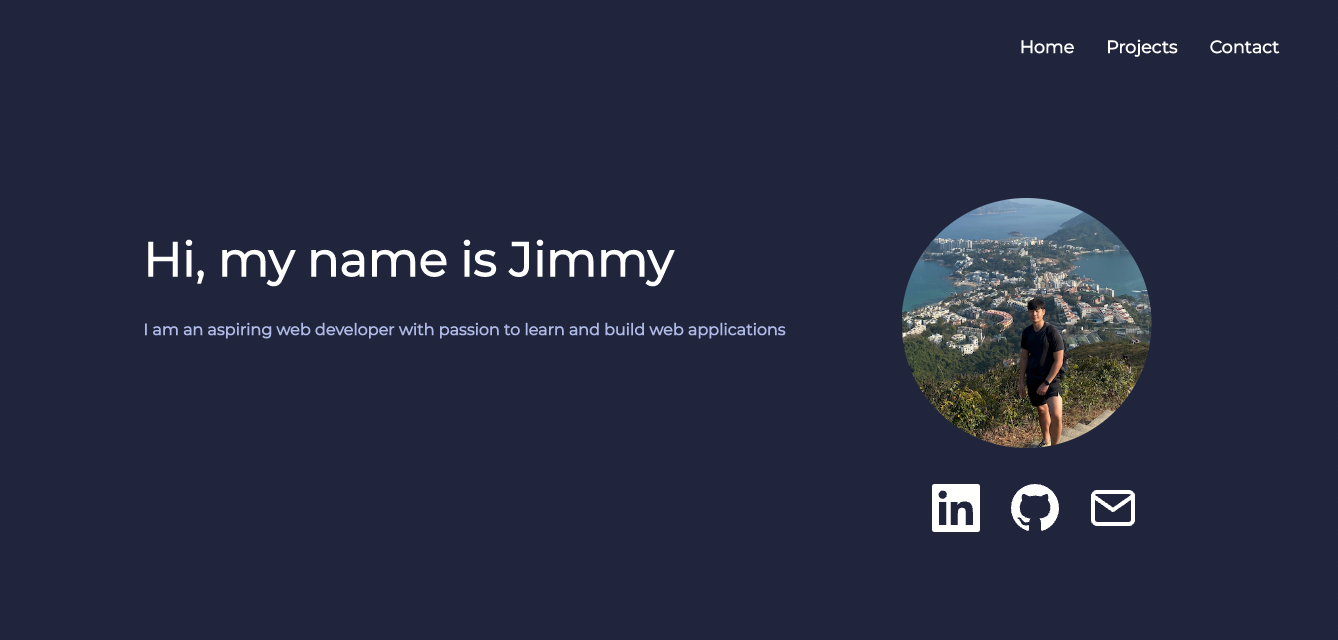 Home Projects Contact
Hi, my name is Jimmy
I am an aspiring web developer with passion to learn and build web applications
in